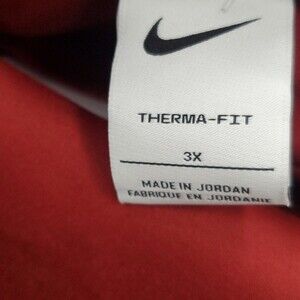 THERMA-FIT
3X
MADE IN JORDAN
FABRIQUE EN JORDANIE